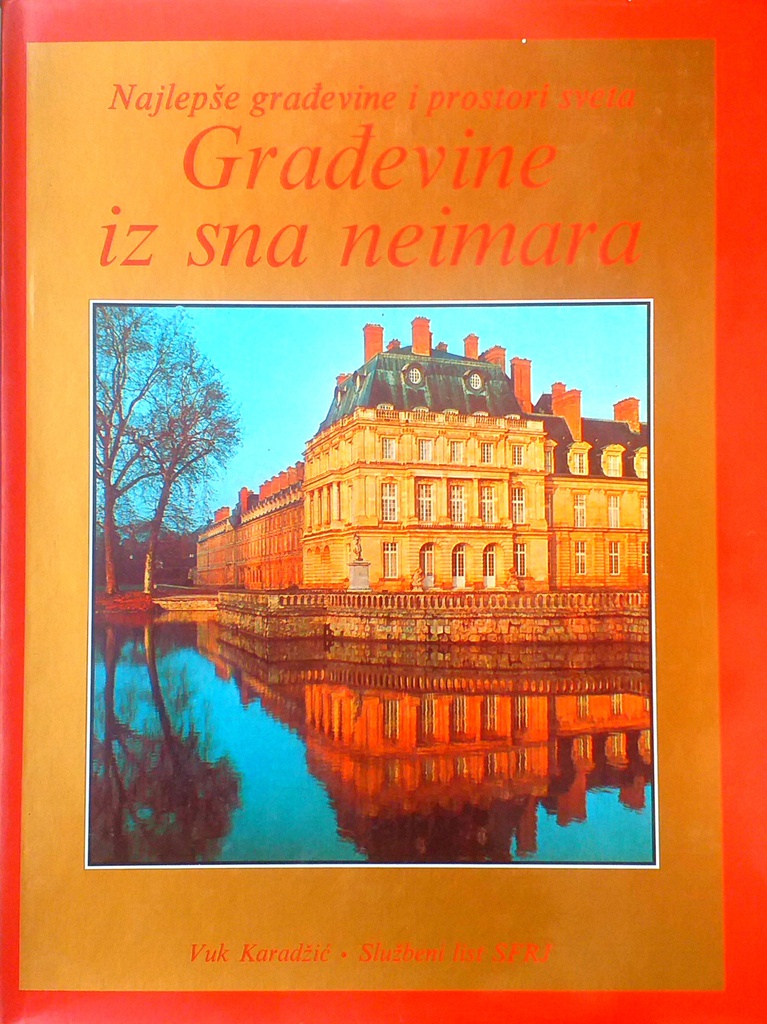 Najlepše građevine i prostori sveta
Građevine
iz sna neimara
Vuk Karadžić • Službeni list SFRJ